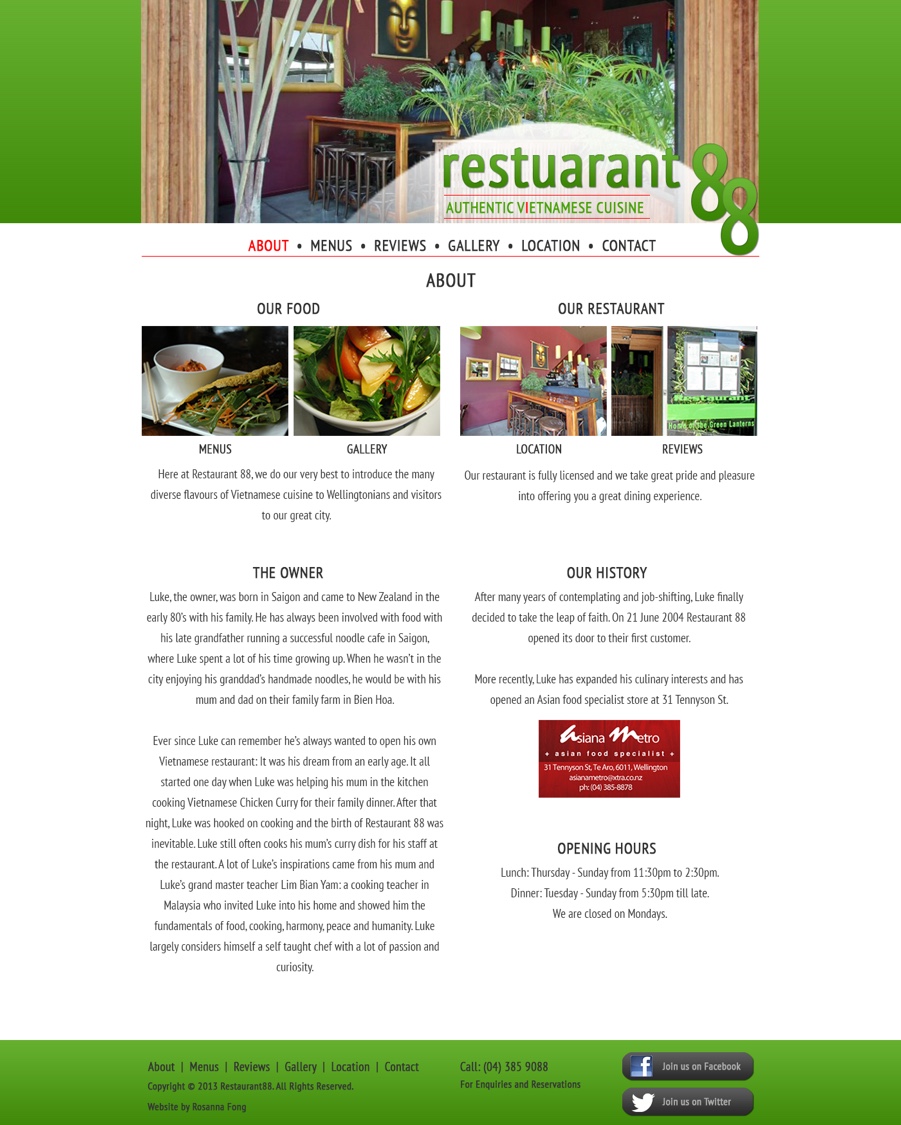 restuarant 88
AUTHENTIC VIETNAMESE CUISINE
ABOUT • MENUS • REVIEWS • GALLERY • LOCATION • CONTACT
ABOUT
OUR FOOD
MENUS
GALLERY
Here at Restaurant 88, we do our very best to introduce the many
diverse flavours of Vietnamese cuisine to Wellingtonians and visitors
to our great city.
OUR RESTAURANT
Restaurant
Home of the Green Lanterns
LOCATION
REVIEWS
Our restaurant is fully licensed and we take great pride and pleasure
into offering you a great dining experience.
THE OWNER
Luke, the owner, was born in Saigon and came to New Zealand in the
early 80's with his family. He has always been involved with food with
his late grandfather running a successful noodle cafe in Saigon,
where Luke spent a lot of his time growing up. When he wasn't in the
city enjoying his granddad's handmade noodles, he would be with his
mum and dad on their family farm in Bien Hoa.
Ever since Luke can remember he's always wanted to open his own
Vietnamese restaurant: It was his dream from an early age. It all
started one day when Luke was helping his mum in the kitchen
cooking Vietnamese Chicken Curry for their family dinner. After that
night, Luke was hooked on cooking and the birth of Restaurant 88 was
inevitable. Luke still often cooks his mum's curry dish for his staff at
the restaurant. A lot of Luke's inspirations came from his mum and
Luke's grand master teacher Lim Bian Yam: a cooking teacher in
Malaysia who invited Luke into his home and showed him the
fundamentals of food, cooking, harmony, peace and humanity. Luke
largely considers himself a self taught chef with a lot of passion and
curiosity.
OUR HISTORY
After many years of contemplating and job-shifting, Luke finally
decided to take the leap of faith. On 21 June 2004 Restaurant 88
opened its door to their first customer.
More recently, Luke has expanded his culinary interests and has
opened an Asian food specialist store at 31 Tennyson St.
Asiana Metro
+ asian food specialist +
31 Tennyson St, Te Aro, 6011, Wellington
asianametro@xtra.co.nz
ph: (04) 385-8878
OPENING HOURS
Lunch: Thursday - Sunday from 11:30pm to 2:30pm.
Dinner: Tuesday - Sunday from 5:30pm till late.
We are closed on Mondays.
About | Menus | Reviews | Gallery | Location | Contact
Copyright © 2013 Restaurant88. All Rights Reserved.
Website by Rosanna Fong
Call: (04) 385 9088
For Enquiries and Reservations
Join us on Facebook
Join us on Twitter